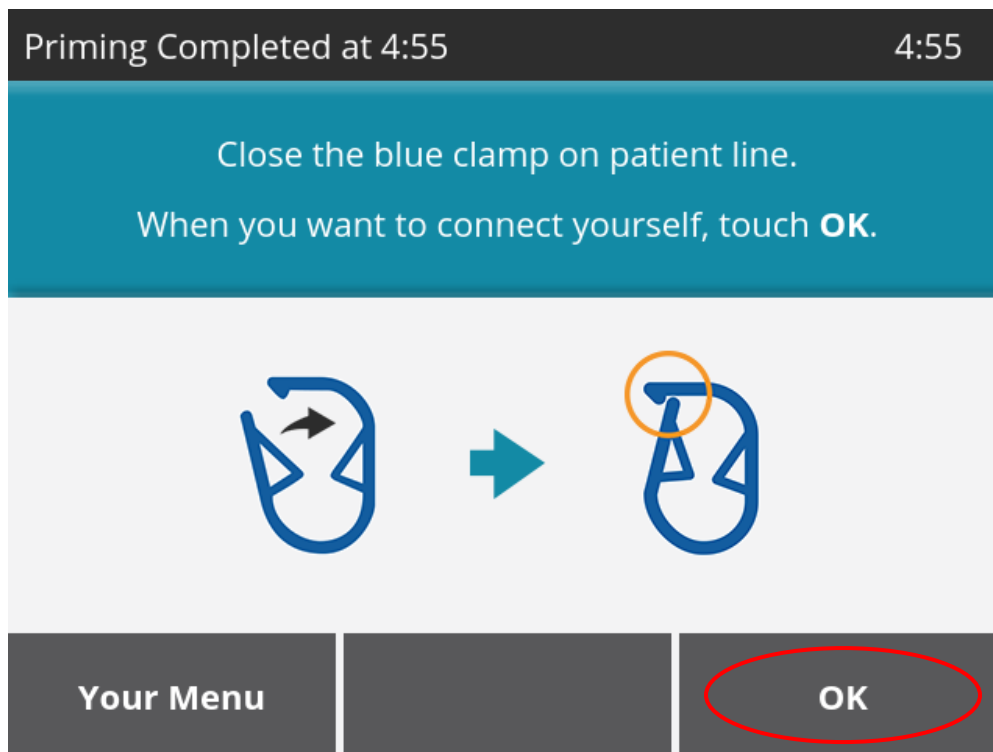 Priming Completed at 4:55
4:55
Close the blue clamp on patient line.
When you want to connect yourself, touch OK.
Your Menu
OK